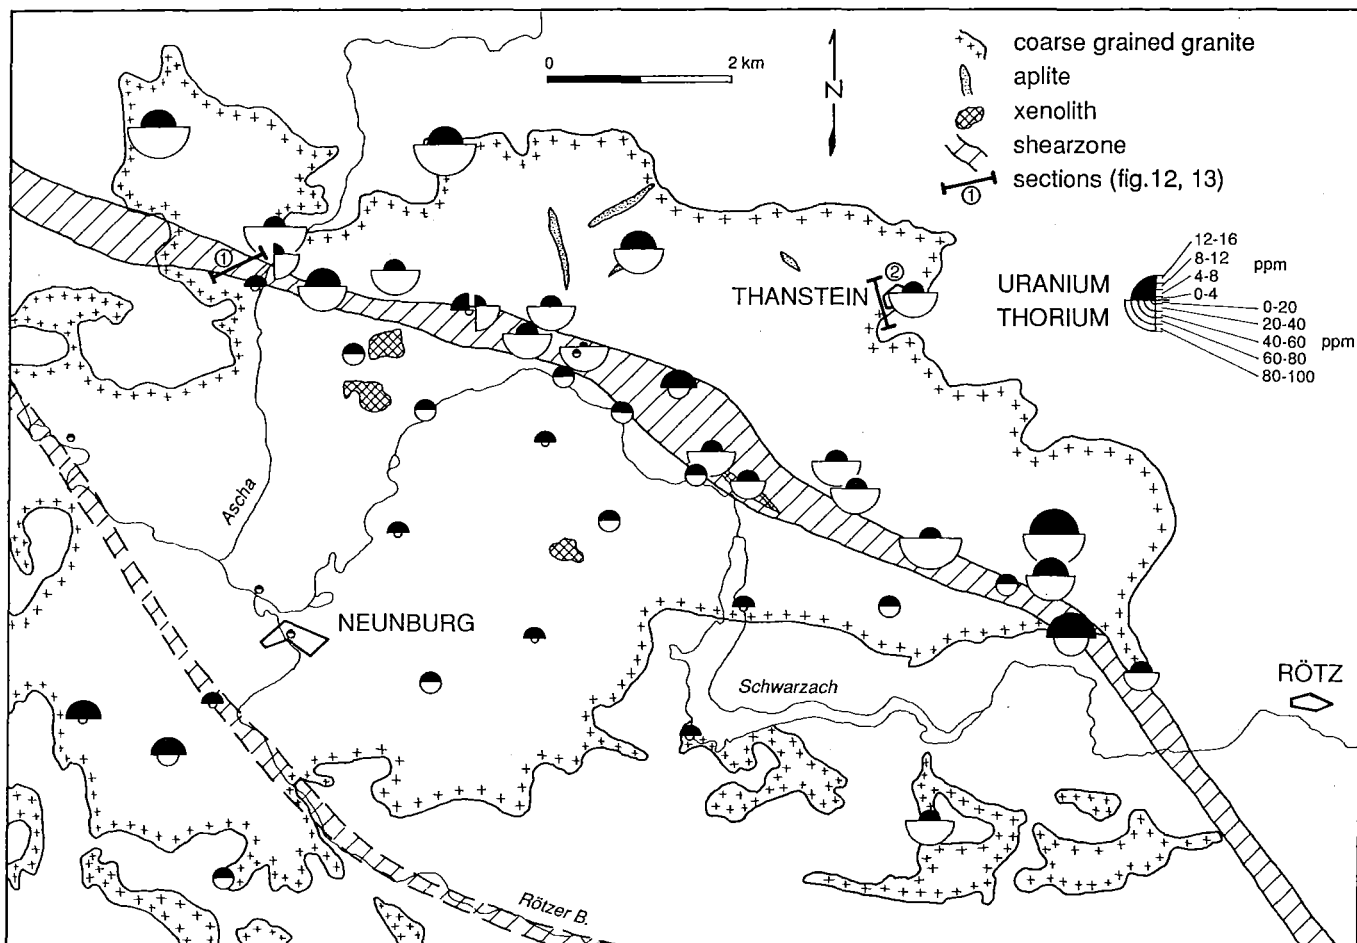 0 2 km
N
coarse grained granite
aplite
xenolith
shearzone
sections (fig.12, 13)
1
1
2
THANSTEIN
URANIUM
THORIUM
12-16
8-12
4-8
0-4
ppm
0-20
20-40
40-60
60-80
80-100
ppm
Ascha
NEUNBURG
Schwarzach
RÖTZ
Rötzer B.